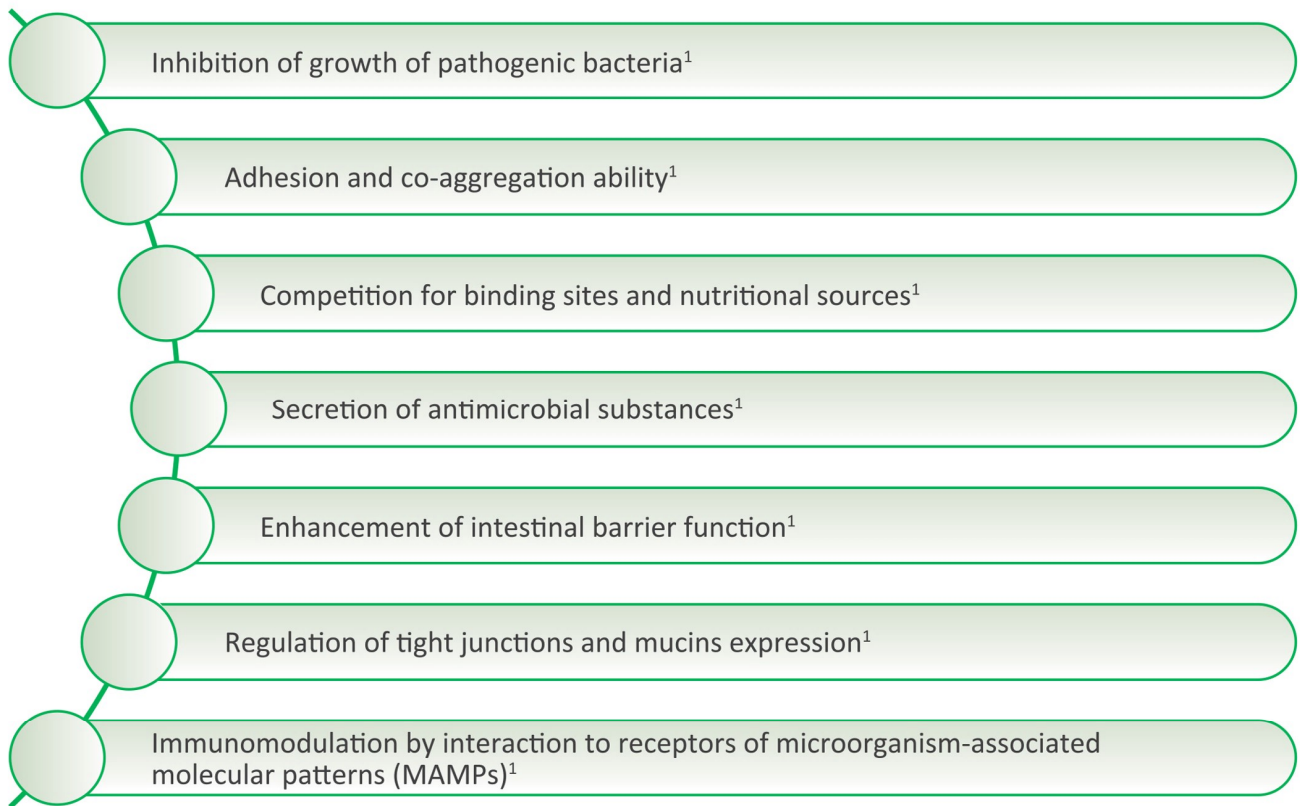 Inhibition of growth of pathogenic bacteria¹
Adhesion and co-aggregation ability¹
Competition for binding sites and nutritional sources¹
Secretion of antimicrobial substances¹
Enhancement of intestinal barrier function¹
Regulation of tight junctions and mucins expression¹
Immunomodulation by interaction to receptors of microorganism-associated
molecular patterns (MAMPs)¹